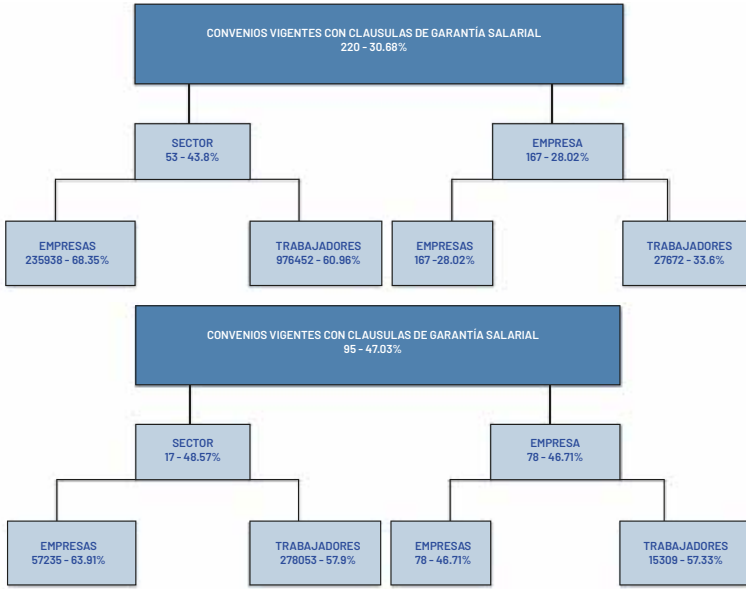 CONVENIOS VIGENTES CON CLAUSULAS DE GARANTÍA SALARIAL
220 - 30.68%
SECTOR
53 - 43.8%
EMPRESA
167 - 28.02%
EMPRESAS
235938 - 68.35%
TRABAJADORES
976452 - 60.96%
EMPRESAS
167 -28.02%
TRABAJADORES
27672 - 33.6%
CONVENIOS VIGENTES CON CLAUSULAS DE GARANTÍA SALARIAL
95 - 47.03%
SECTOR
17 - 48.57%
EMPRESA
78 - 46.71%
EMPRESAS
57235 - 63.91%
TRABAJADORES
278053 - 57.9%
EMPRESAS
78 - 46.71%
TRABAJADORES
15309 - 57.33%